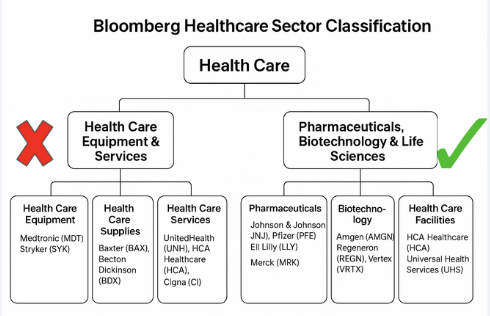 Bloomberg Healthcare Sector Classification
Health Care
Health Care
Equipment &
Services
Pharmaceuticals,
Biotechnology & Life
Sciences
Health Care
Equipment
Medtronic (MDT)
Stryker (SYK)
Health
Care
Supplies
Baxter (BAX),
Becton
Dickinson
(BDX)
Health Care
Services
UnitedHealth
(UNH), HCA
Healthcare
(HCA),
Cigna (CI)
Pharmaceuticals
Johnson & Johnson
JNJ), Pfizer (PFE)
Ell Lilly (LLY)
Merck (MRK)
Biotechno-
logy
Amgen (AMGN)
Regeneron
(REGN), Vertex
(VRTX)
Health Care
Facilities
HCA Healthcare
(HCA)
Universal Health
Services (UHS)